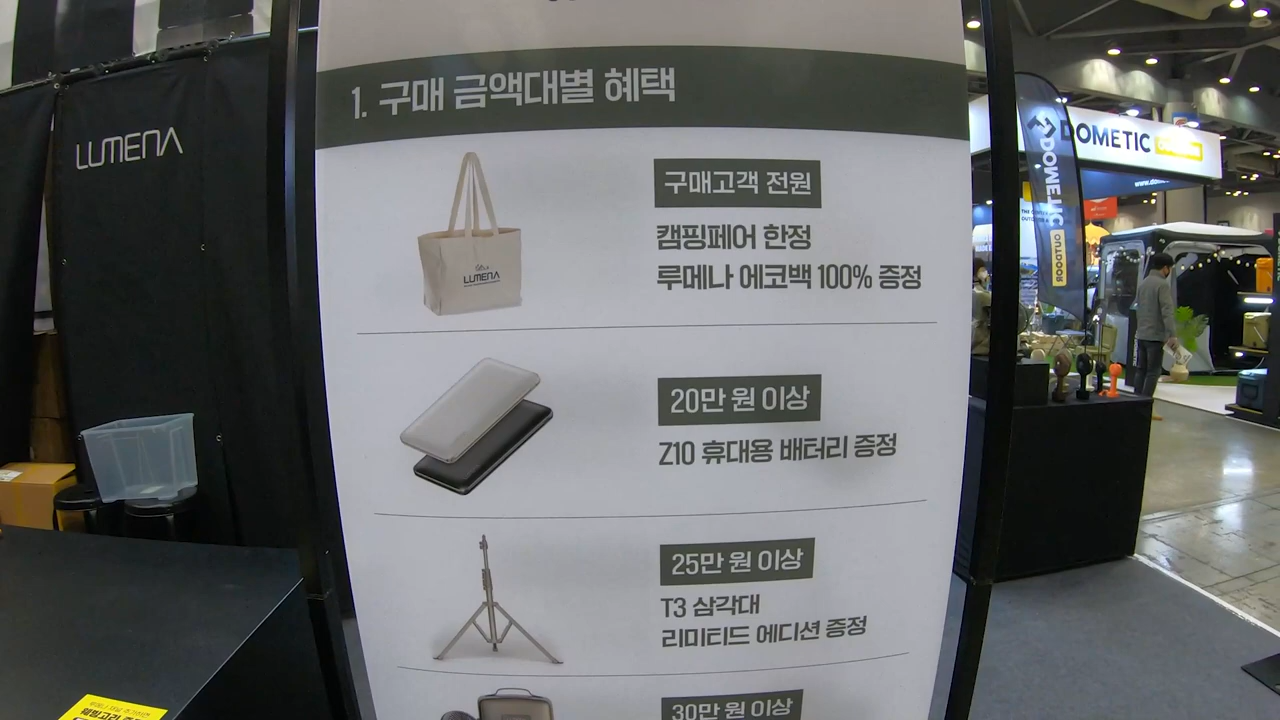 LUMENA
1. 구매 금액대별 혜택
LUMENA
구매고객 전원
캠핑페어 한정
루메나 에코백 100% 증정
20만 원 이상
Z10 휴대용 배터리 증정
25만 원 이상
T3 삼각대
리미티드 에디션 증정
30만 원 이상
DOMETIC
DOMETIC
OUTDOOR